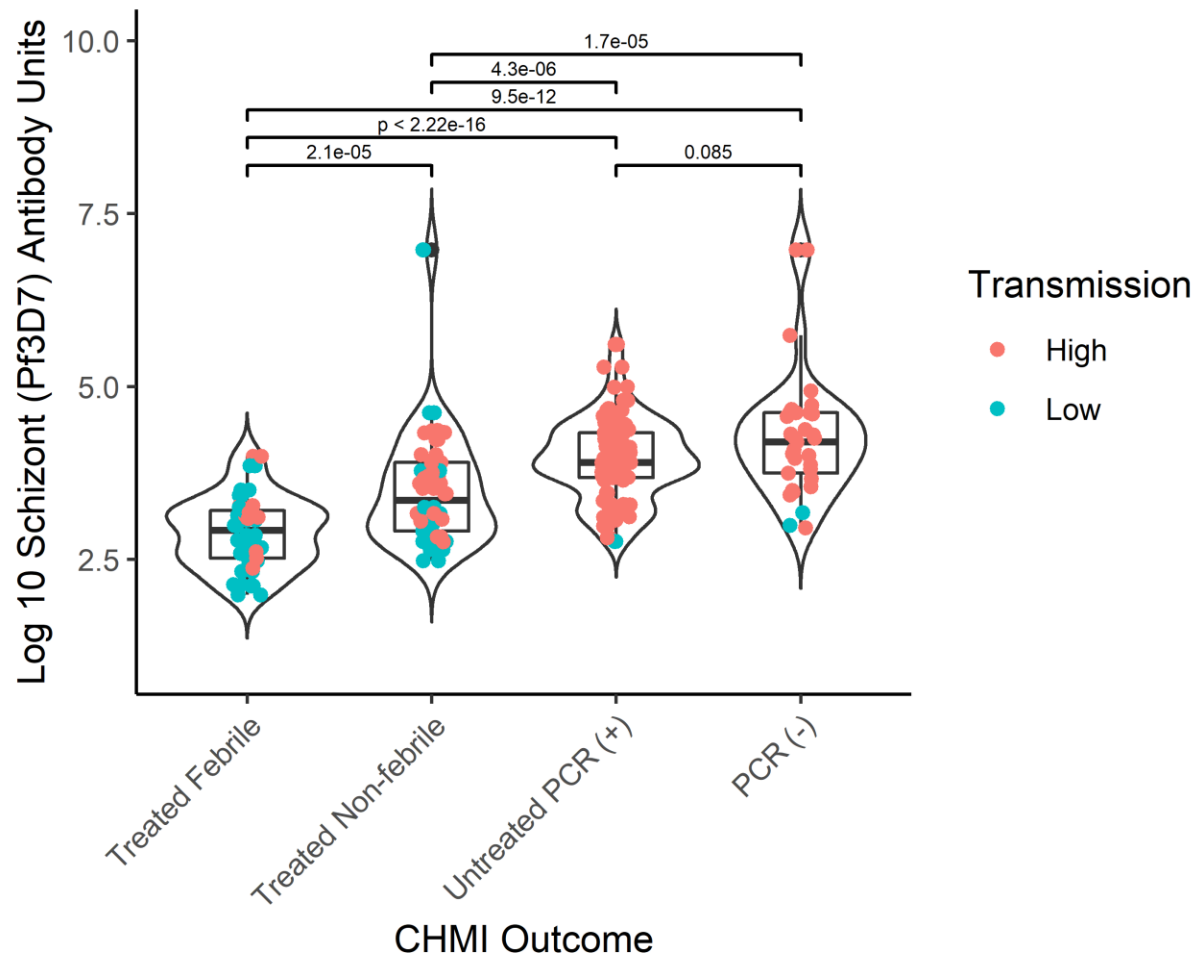 Log 10 Schizont (Pf3D7) Antibody Units
10.0
7.5
5.0
2.5
1.7e-05
4.3e-06
9.5e-12
p < 2.22e-16
2.1e-05
0.085
Treated Febrile
Treated Non-febrile
Untreated PCR (+)
PCR (-)
CHMI Outcome
Transmission
High
Low